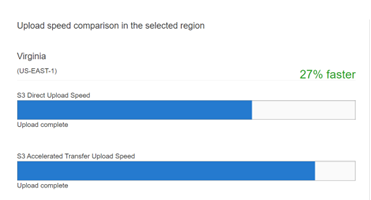 Upload speed comparison in the selected region
Virginia
(US-EAST-1)
27% faster
S3 Direct Upload Speed
Upload complete
S3 Accelerated Transfer Upload Speed
Upload complete